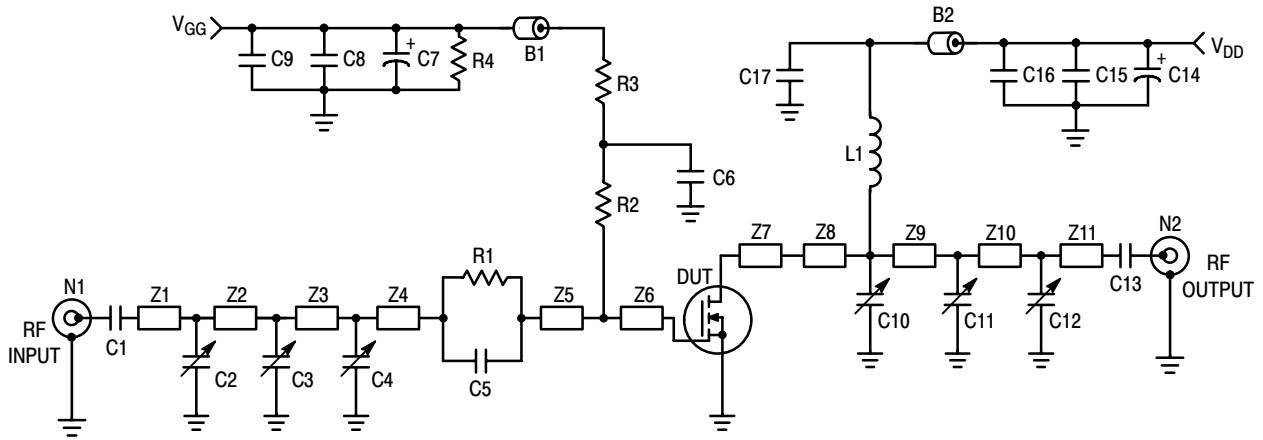 V_GG
B1
B2
V_DD
C9
C8
+
C7
R4
R3
C17
C16
C15
+
C14
L1
C6
R2
N1
RF
INPUT
C1
Z1
Z2
Z3
Z4
R1
C5
Z5
Z6
DUT
Z7
Z8
Z9
Z10
Z11
N2
RF
OUTPUT
C13
C2
C3
C4
C10
C11
C12